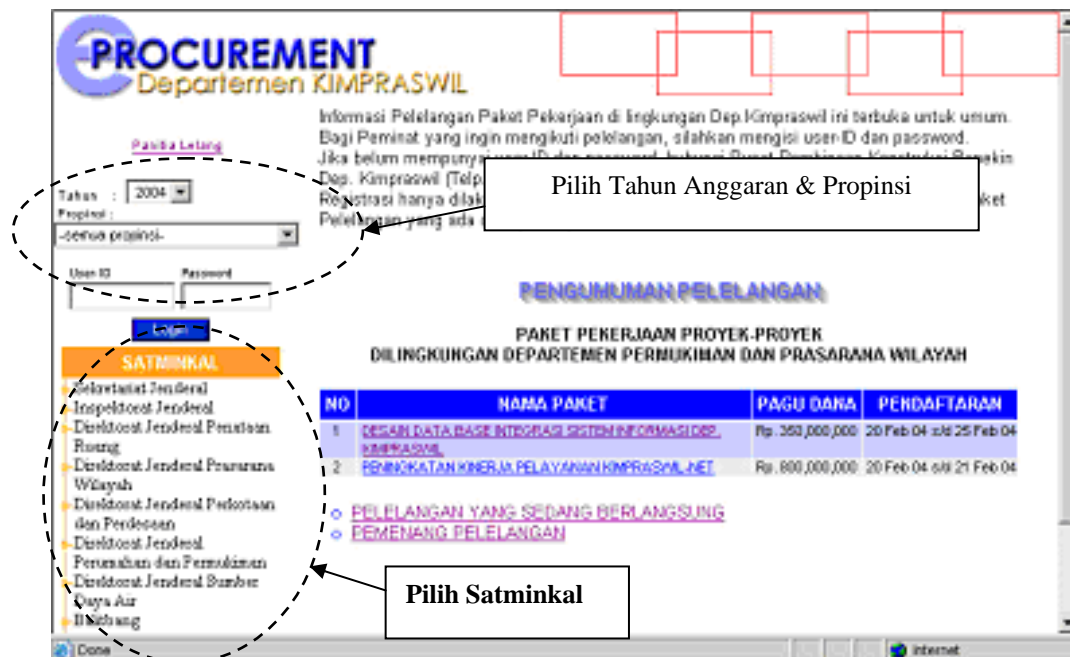 PROCUREMENT
Departemen KIMPRASWIL
Informasi Pelelangan Paket Pekerjaan di lingkungan Dep.Kimpraswil ini terbuka untuk umum.
Bagi Peminat yang ingin mengikuti pelelangan, silahkan mengisi user-ID dan password.
Jika belum mempunyai user-ID dan password, hubungi Pusat Pembinaan Konstruksi
Dep. Kimpraswil (Telp.
Registrasi hanya
Pelelangan yang ada
Panitia Lelang
Tahun : 2004
Propinsi :
-semua propinsi-
Pilih Tahun Anggaran & Propinsi
User ID Password
Login
SATMINKAL
Sekretariat Jenderal
Inspektorat Jenderal
Direktorat Jenderal Penataan
Ruang
Direktorat Jenderal Prasarana
Wilayah
Direktorat Jenderal Perkotaan
dan Perdesaan
Direktorat Jenderal
Perumahan dan Permukiman
Direktorat Jenderal Sumber
Daya Air
Balitbang
PENGUMUMAN PELELANGAN
PAKET PEKERJAAN PROYEK-PROYEK
DILINGKUNGAN DEPARTEMEN PERMUKIMAN DAN PRASARANA WILAYAH
NO NAMA PAKET PAGU DANA PENDAFTARAN
1 DESAIN DATA BASE INTEGRASI SISTEM INFORMASI DEP. Rp. 350,000,000 20 Feb 04 s/d 25 Feb 04
KIMPRASWIL
2 PENINGKATAN KINERJA PELAYANAN KIMPRASWIL-NET Rp. 800,000,000 20 Feb 04 s/d 21 Feb 04
PELELANGAN YANG SEDANG BERLANGSUNG
PEMENANG PELELANGAN
Pilih Satminkal
Done Internet